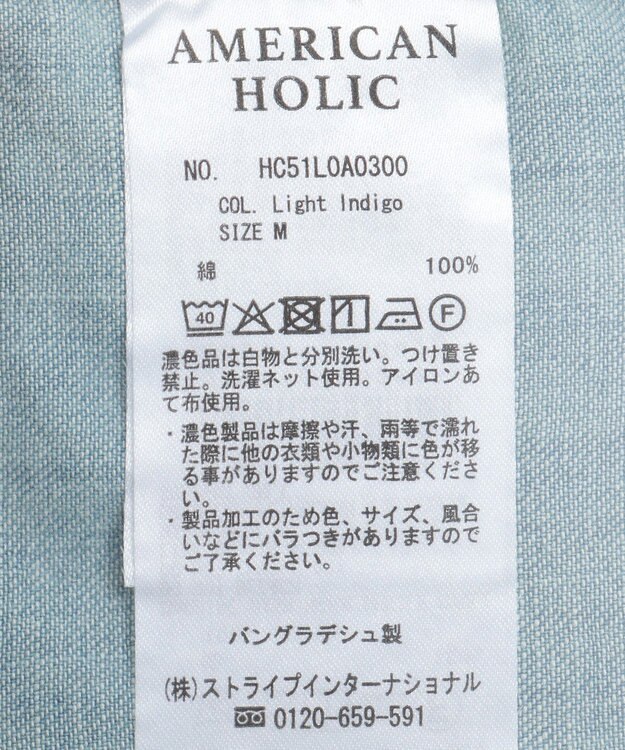 AMERICAN
HOLIC
NO. HC51L0A0300
COL. Light Indigo
SIZE M
綿 100%
40 F
濃色品は白物と分別洗い。つけ置き
禁止。洗濯ネット使用。アイロンあ
て布使用。
・濃色製品は摩擦や汗、雨等で濡れ
た際に他の衣類や小物類に色が移
る事がありますのでご注意くださ
い。
・製品加工のため色、サイズ、風合
いなどにバラつきがありますので
ご了承ください。
バングラデシュ製
(株)ストライプインターナショナル
0120-659-591